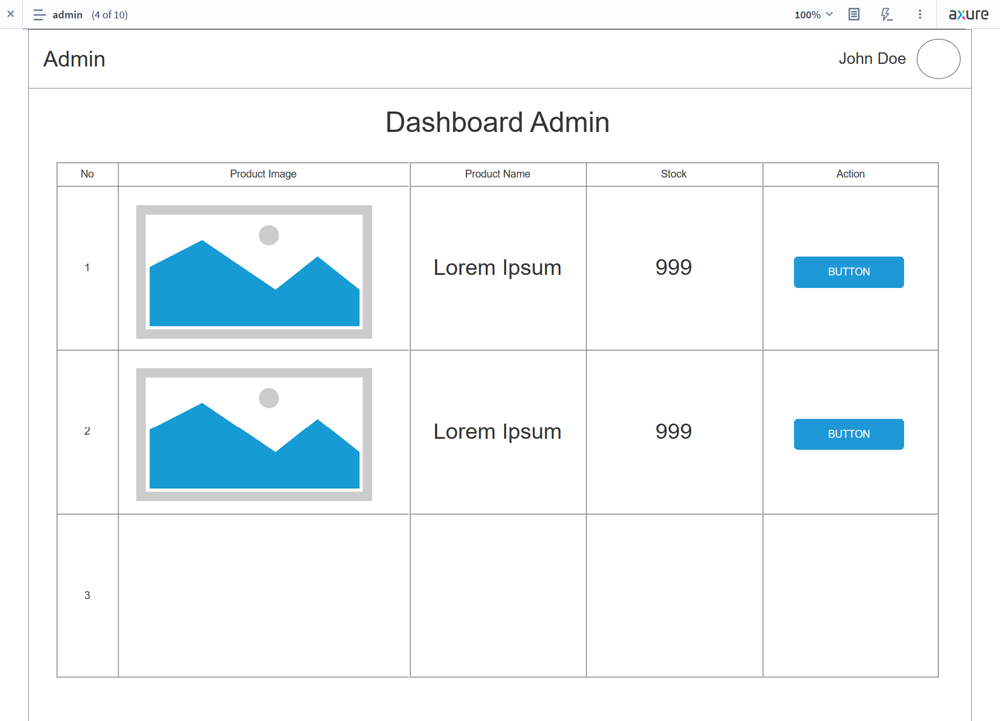 admin (4 of 10)
100%
axure
Admin
John Doe
Dashboard Admin
No Product Image Product Name Stock Action
1 Lorem Ipsum 999 BUTTON
2 Lorem Ipsum 999 BUTTON
3